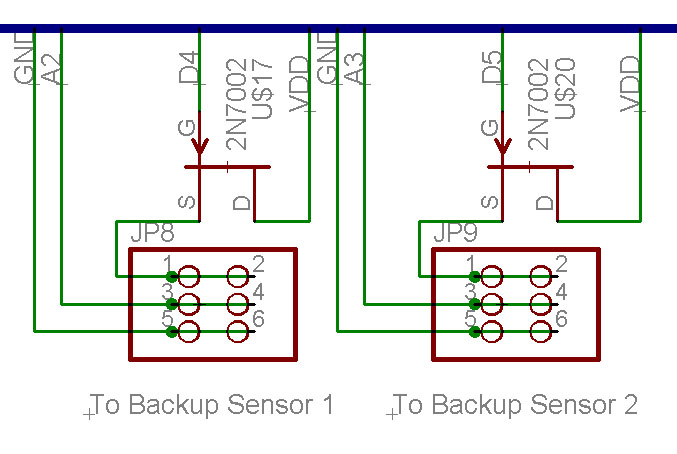 GND
A2
D4
VDD
GND
A3
D5
VDD
2N7002
U$17
2N7002
U$20
G
G
S
D
S
D
JP8
JP9
1 2
3 4
5 6
1 2
3 4
5 6
To Backup Sensor 1
To Backup Sensor 2